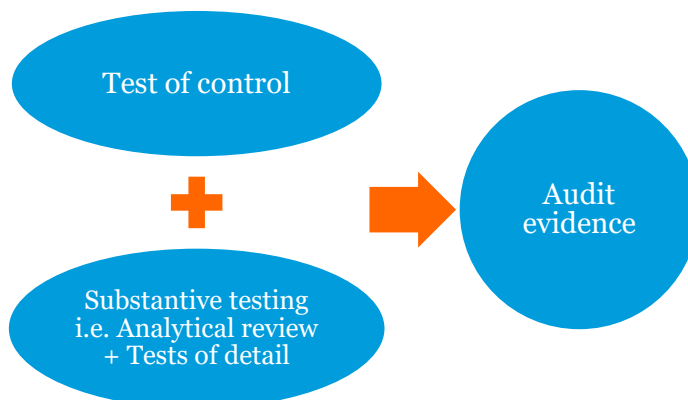 Test of control
Substantive testing
i.e. Analytical review
+ Tests of detail
Audit
evidence